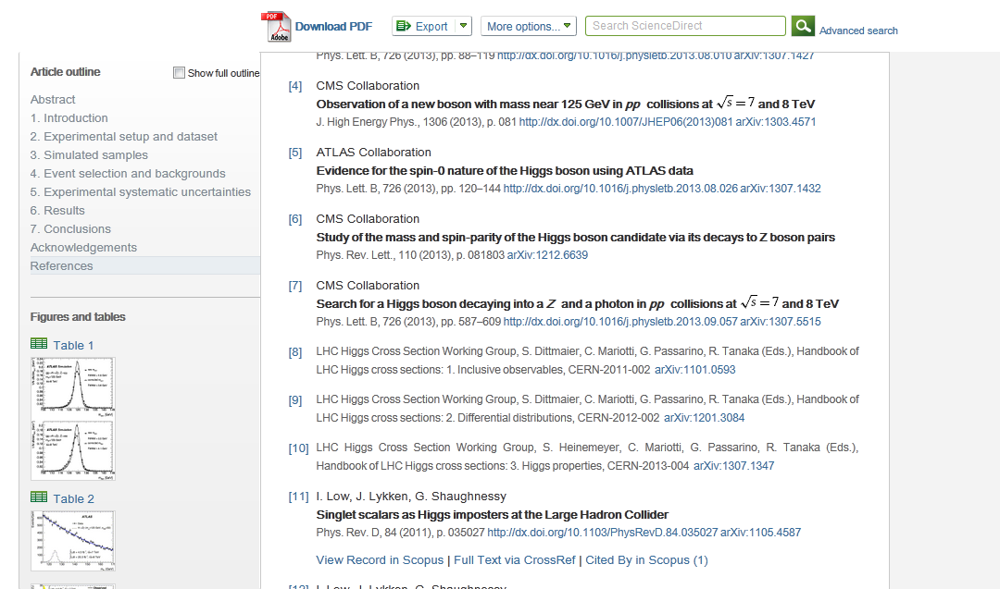 PDF
Adobe
Download PDF
Export
More options...
Search ScienceDirect
Advanced search
Article outline
Show full outline
Abstract
1. Introduction
2. Experimental setup and dataset
3. Simulated samples
4. Event selection and backgrounds
5. Experimental systematic uncertainties
6. Results
7. Conclusions
Acknowledgements
References
Figures and tables
Table 1
Table 2
Phys. Lett. B, 726 (2013), pp. 88–119 http://dx.doi.org/10.1016/j.physletb.2013.08.010 arXiv:1307.1427
[4] CMS Collaboration
Observation of a new boson with mass near 125 GeV in pp collisions at √s = 7 and 8 TeV
J. High Energy Phys., 1306 (2013), p. 081 http://dx.doi.org/10.1007/JHEP06(2013)081 arXiv:1303.4571
[5] ATLAS Collaboration
Evidence for the spin-0 nature of the Higgs boson using ATLAS data
Phys. Lett. B, 726 (2013), pp. 120–144 http://dx.doi.org/10.1016/j.physletb.2013.08.026 arXiv:1307.1432
[6] CMS Collaboration
Study of the mass and spin-parity of the Higgs boson candidate via its decays to Z boson pairs
Phys. Rev. Lett., 110 (2013), p. 081803 arXiv:1212.6639
[7] CMS Collaboration
Search for a Higgs boson decaying into a Z and a photon in pp collisions at √s = 7 and 8 TeV
Phys. Lett. B, 726 (2013), pp. 587–609 http://dx.doi.org/10.1016/j.physletb.2013.09.057 arXiv:1307.5515
[8] LHC Higgs Cross Section Working Group, S. Dittmaier, C. Mariotti, G. Passarino, R. Tanaka (Eds.), Handbook of
LHC Higgs cross sections: 1. Inclusive observables, CERN-2011-002 arXiv:1101.0593
[9] LHC Higgs Cross Section Working Group, S. Dittmaier, C. Mariotti, G. Passarino, R. Tanaka (Eds.), Handbook of
LHC Higgs cross sections: 2. Differential distributions, CERN-2012-002 arXiv:1201.3084
[10] LHC Higgs Cross Section Working Group, S. Heinemeyer, C. Mariotti, G. Passarino, R. Tanaka (Eds.),
Handbook of LHC Higgs cross sections: 3. Higgs properties, CERN-2013-004 arXiv:1307.1347
[11] I. Low, J. Lykken, G. Shaughnessy
Singlet scalars as Higgs imposters at the Large Hadron Collider
Phys. Rev. D, 84 (2011), p. 035027 http://dx.doi.org/10.1103/PhysRevD.84.035027 arXiv:1105.4587
View Record in Scopus | Full Text via CrossRef | Cited By in Scopus (1)
[12] I. Low, J. Lykken, G. Shaughnessy